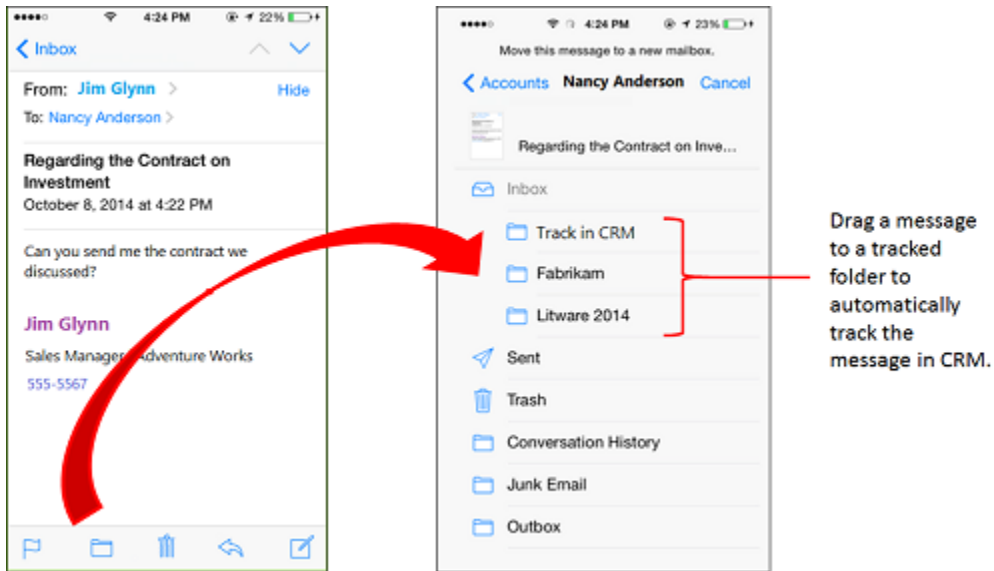 4:24 PM
22%
Inbox
From: Jim Glynn
Hide
To: Nancy Anderson
Regarding the Contract on
Investment
October 8, 2014 at 4:22 PM
Can you send me the contract we
discussed?
Jim Glynn
Sales Manager Adventure Works
555-5567
4:24 PM
23%
Move this message to a new mailbox.
Accounts
Nancy Anderson
Cancel
Regarding the Contract on Inve...
Inbox
Track in CRM
Fabrikam
Litware 2014
Sent
Trash
Conversation History
Junk Email
Outbox
Drag a message
to a tracked
folder to
automatically
track the
message in CRM.